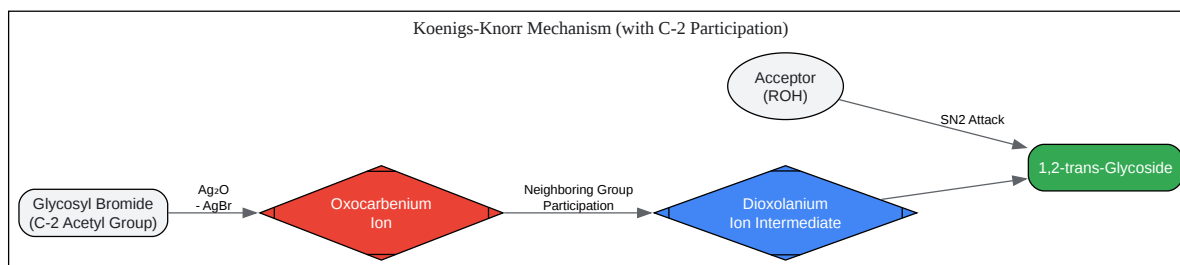 Koenigs-Knorr Mechanism (with C-2 Participation)
Acceptor
(ROH)
SN2 Attack
Glycosyl Bromide
(C-2 Acetyl Group)
Ag₂O
- AgBr
Oxocarbenium
Ion
Neighboring Group
Participation
Dioxolanium
Ion Intermediate
1,2-trans-Glycoside